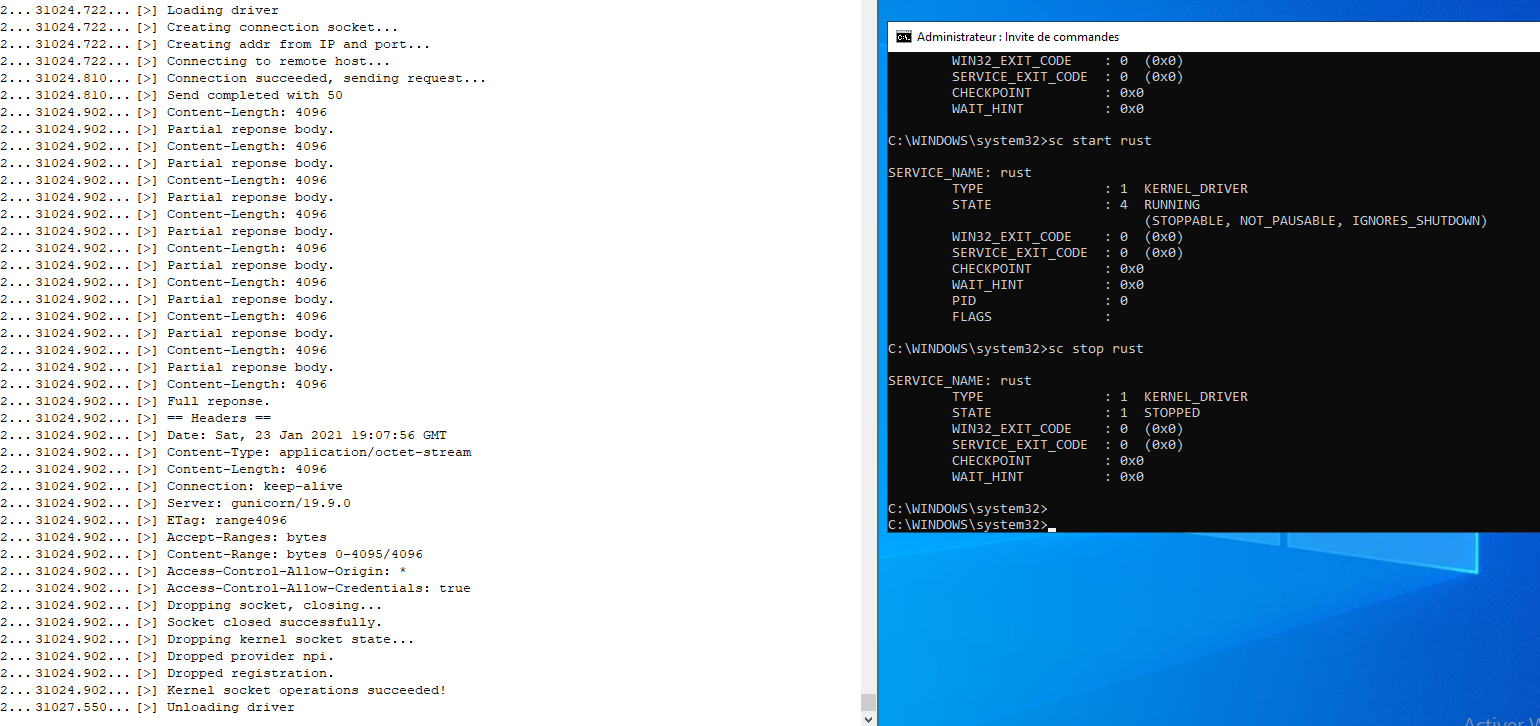 2... 31024.722... [>] Loading driver
2... 31024.722... [>] Creating connection socket...
2... 31024.722... [>] Creating addr from IP and port...
2... 31024.722... [>] Connecting to remote host...
2... 31024.810... [>] Connection succeeded, sending request...
2... 31024.810... [>] Send completed with 50
2... 31024.902... [>] Content-Length: 4096
2... 31024.902... [>] Partial reponse body.
2... 31024.902... [>] Content-Length: 4096
2... 31024.902... [>] Partial reponse body.
2... 31024.902... [>] Content-Length: 4096
2... 31024.902... [>] Partial reponse body.
2... 31024.902... [>] Content-Length: 4096
2... 31024.902... [>] Partial reponse body.
2... 31024.902... [>] Content-Length: 4096
2... 31024.902... [>] Partial reponse body.
2... 31024.902... [>] Content-Length: 4096
2... 31024.902... [>] Partial reponse body.
2... 31024.902... [>] Content-Length: 4096
2... 31024.902... [>] Partial reponse body.
2... 31024.902... [>] Content-Length: 4096
2... 31024.902... [>] Partial reponse body.
2... 31024.902... [>] Content-Length: 4096
2... 31024.902... [>] Full reponse.
2... 31024.902... [>] == Headers ==
2... 31024.902... [>] Date: Sat, 23 Jan 2021 19:07:56 GMT
2... 31024.902... [>] Content-Type: application/octet-stream
2... 31024.902... [>] Content-Length: 4096
2... 31024.902... [>] Connection: keep-alive
2... 31024.902... [>] Server: gunicorn/19.9.0
2... 31024.902... [>] ETag: range4096
2... 31024.902... [>] Accept-Ranges: bytes
2... 31024.902... [>] Content-Range: bytes 0-4095/4096
2... 31024.902... [>] Access-Control-Allow-Origin: *
2... 31024.902... [>] Access-Control-Allow-Credentials: true
2... 31024.902... [>] Dropping socket, closing...
2... 31024.902... [>] Socket closed successfully.
2... 31024.902... [>] Dropping kernel socket state...
2... 31024.902... [>] Dropped provider npi.
2... 31024.902... [>] Dropped registration.
2... 31024.902... [>] Kernel socket operations succeeded!
2... 31027.550... [>] Unloading driver
Administrateur : Invite de commandes
WIN32_EXIT_CODE : 0 (0x0)
SERVICE_EXIT_CODE : 0 (0x0)
CHECKPOINT : 0x0
WAIT_HINT : 0x0
C:\WINDOWS\system32>sc start rust
SERVICE_NAME: rust
TYPE : 1 KERNEL_DRIVER
STATE : 4 RUNNING
(STOPPABLE, NOT_PAUSABLE, IGNORES_SHUTDOWN)
WIN32_EXIT_CODE : 0 (0x0)
SERVICE_EXIT_CODE : 0 (0x0)
CHECKPOINT : 0x0
WAIT_HINT : 0x0
PID : 0
FLAGS :
C:\WINDOWS\system32>sc stop rust
SERVICE_NAME: rust
TYPE : 1 KERNEL_DRIVER
STATE : 1 STOPPED
WIN32_EXIT_CODE : 0 (0x0)
SERVICE_EXIT_CODE : 0 (0x0)
CHECKPOINT : 0x0
WAIT_HINT : 0x0
C:\WINDOWS\system32>
C:\WINDOWS\system32>